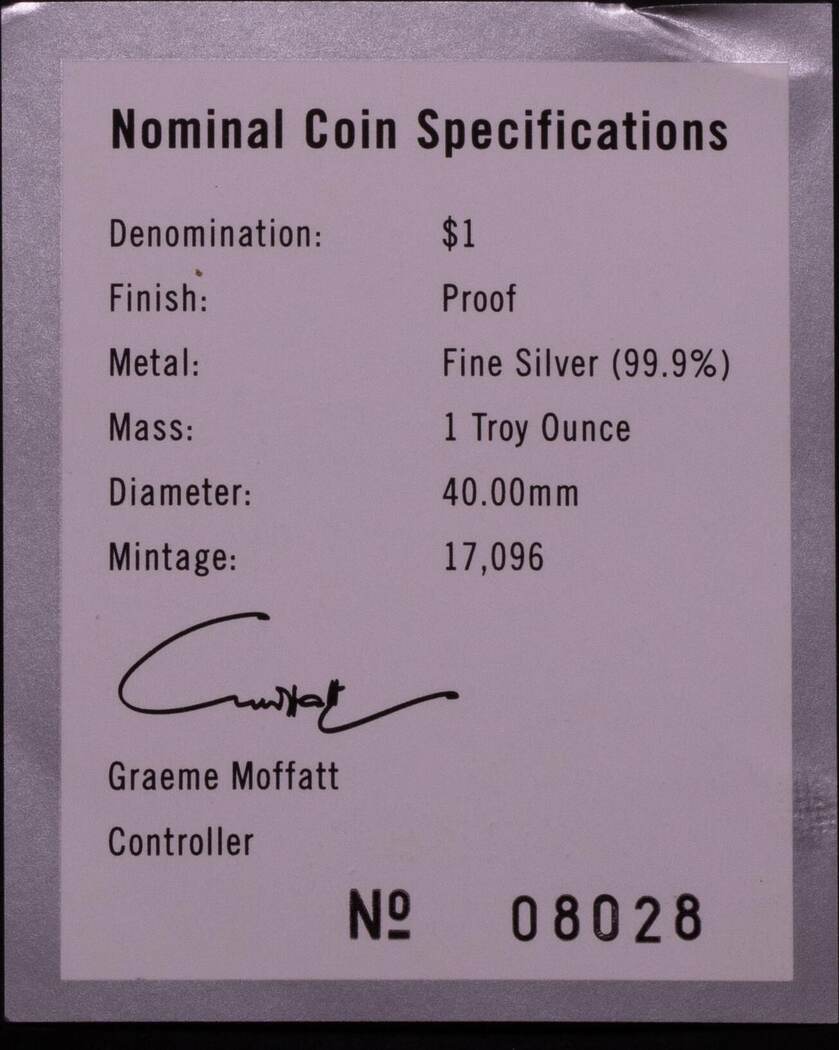 Nominal Coin Specifications
Denomination: $1
Finish: Proof
Metal: Fine Silver (99.9%)
Mass: 1 Troy Ounce
Diameter: 40.00mm
Mintage: 17,096
Graeme Moffatt
Controller
Nº 08028